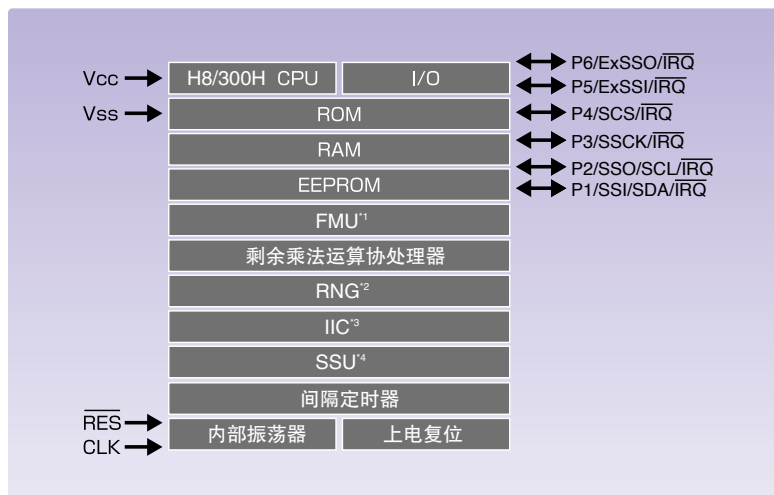 Vcc
Vss
H8/300H CPU
I/O
ROM
RAM
EEPROM
FMU*1
剩余乘法运算协处理器
RNG*2
IIC*3
SSU*4
间隔定时器
内部振荡器
上电复位
P6/ExSSO/IRQ
P5/ExSSI/IRQ
P4/SCS/IRQ
P3/SSCK/IRQ
P2/SSO/SCL/IRQ
P1/SSI/SDA/IRQ
RES
CLK